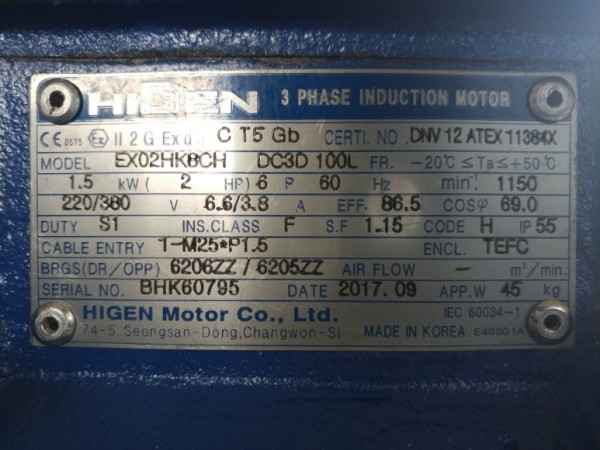 HIGEN 3 PHASE INDUCTION MOTOR
CE 0575 Ex II 2 G Ex d II C T5 Gb CERTI. NO. DNV 12 ATEX 11384X
MODEL EX02HKBCH DC3D 100L FR. -20℃ ≤ Ta ≤ +50℃
1.5 kW ( 2 HP) 6 P 60 Hz min⁻¹ 1150
220/380 V 6.6/3.8 A EFF. 86.5 COSφ 69.0
DUTY S1 INS.CLASS F S.F 1.15 CODE H IP 55
CABLE ENTRY 1-M25*P1.5 ENCL. TEFC
BRGS(DR/OPP) 6206ZZ / 6205ZZ AIR FLOW - m³/min.
SERIAL NO. BHK60795 DATE 2017.09 APP.W 45 kg
HIGEN Motor Co., Ltd. IEC 60034-1
74-5, Seongsan-Dong, Changwon-Si MADE IN KOREA E40001A